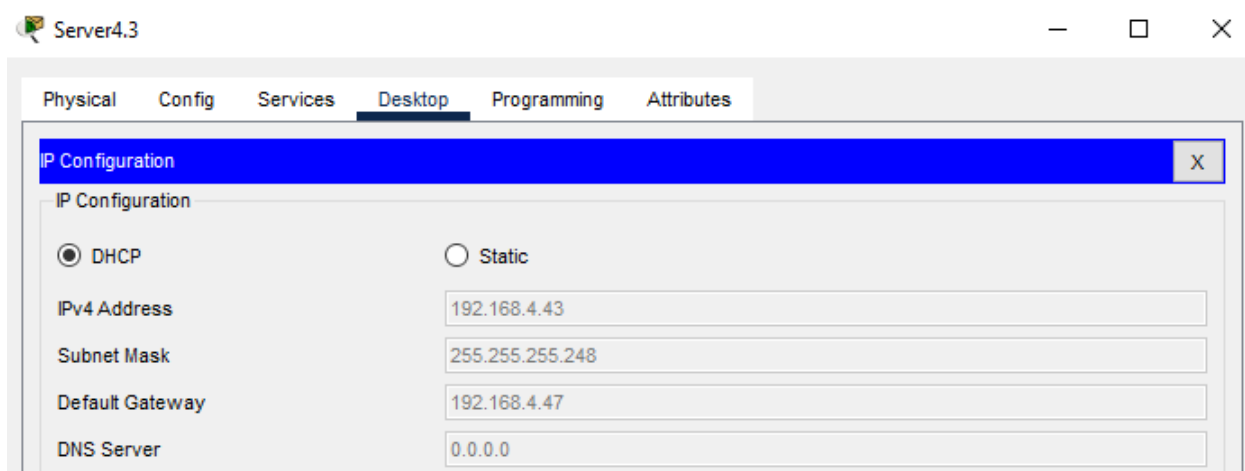 Server4.3
Physical Config Services Desktop Programming Attributes
IP Configuration X
IP Configuration
DHCP Static
IPv4 Address 192.168.4.43
Subnet Mask 255.255.255.248
Default Gateway 192.168.4.47
DNS Server 0.0.0.0